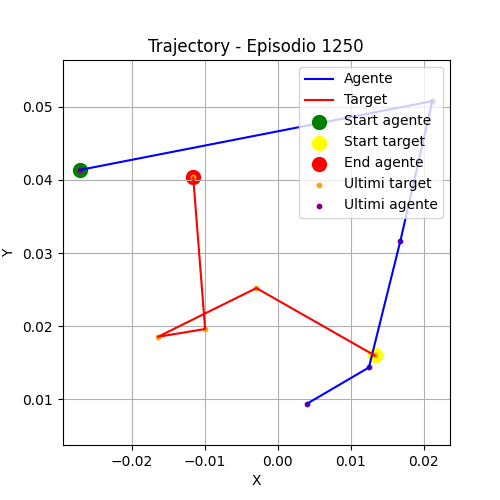 Trajectory - Episodio 1250
Agente
Target
Start agente
Start target
End agente
Ultimi target
Ultimi agente
0.05
0.04
0.03
0.02
0.01
Y
−0.02
−0.01
0.00
0.01
0.02
X